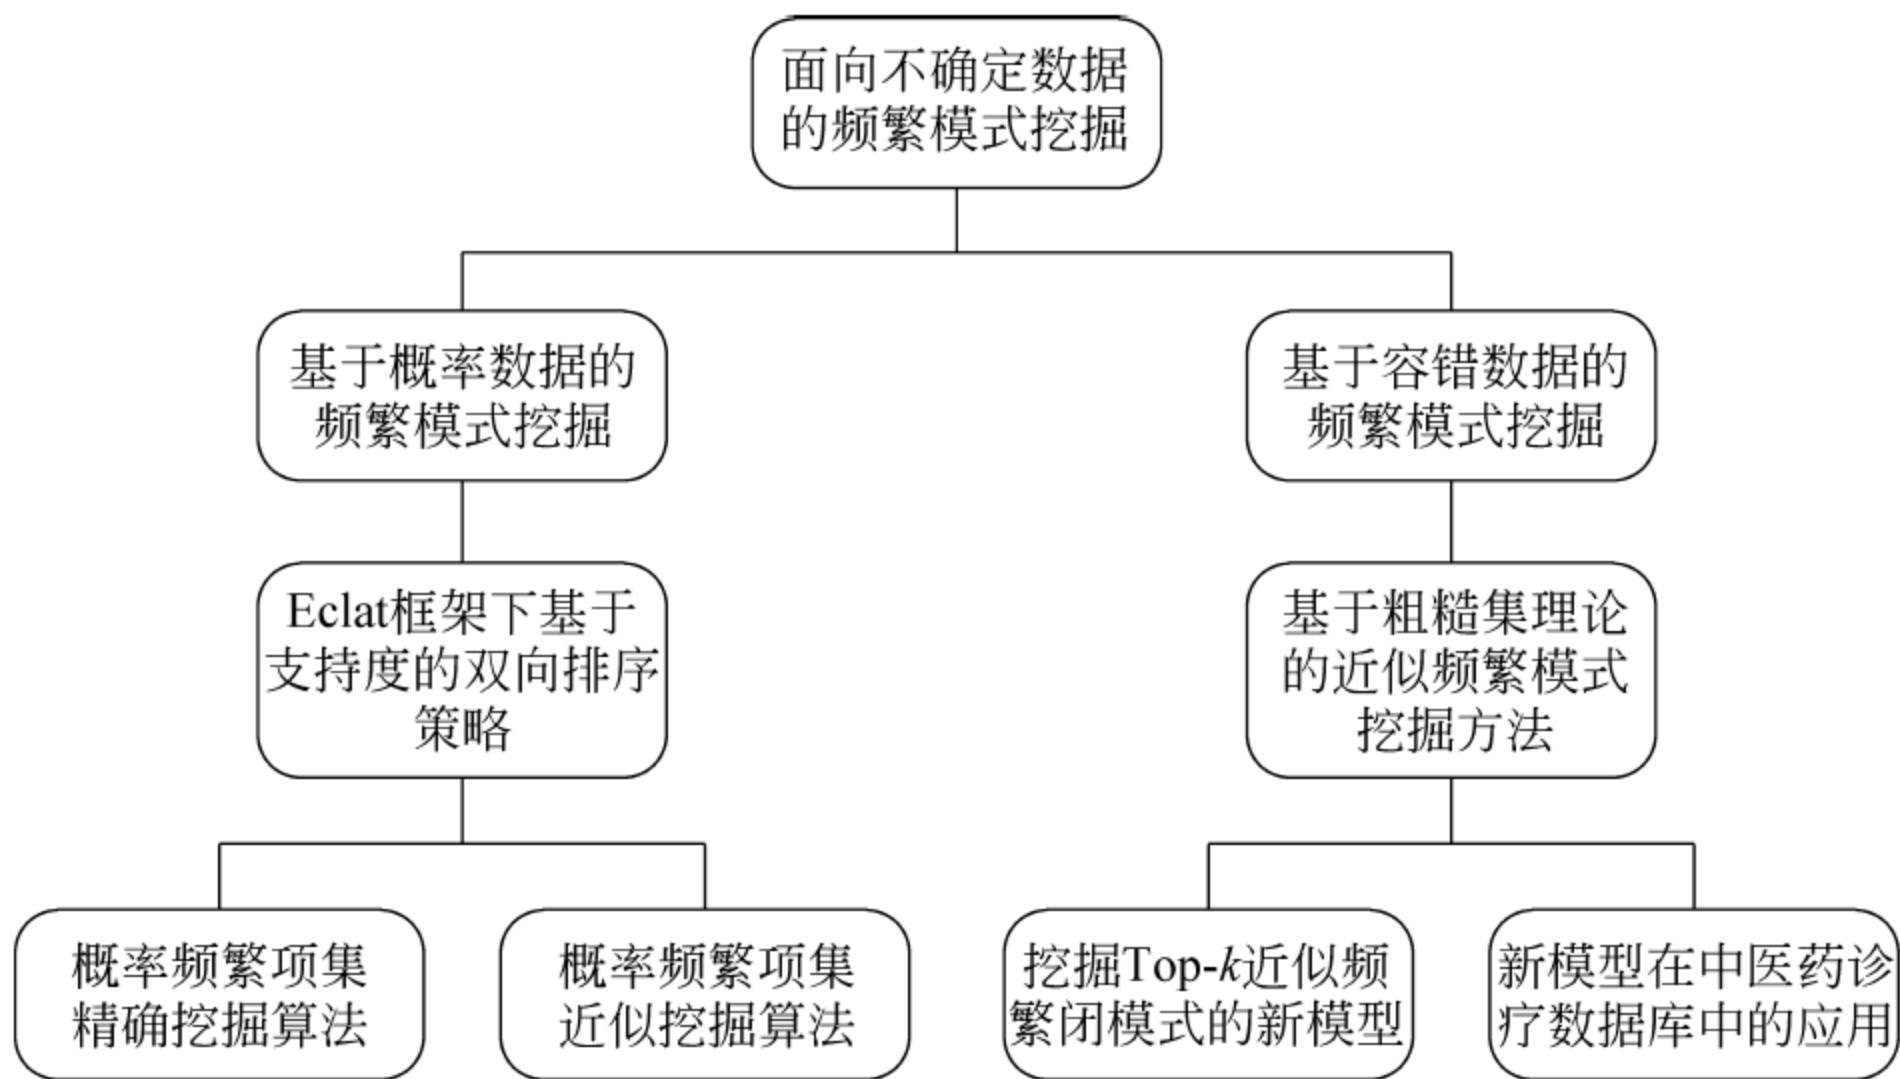 面向不确定数据
的频繁模式挖掘
基于概率数据的
频繁模式挖掘
基于容错数据的
频繁模式挖掘
Eclat框架下基于
支持度的双向排序
策略
基于粗糙集理论
的近似频繁模式
挖掘方法
概率频繁项集
精确挖掘算法
概率频繁项集
近似挖掘算法
挖掘Top-k近似频
繁闭模式的新模型
新模型在中医药诊
疗数据库中的应用